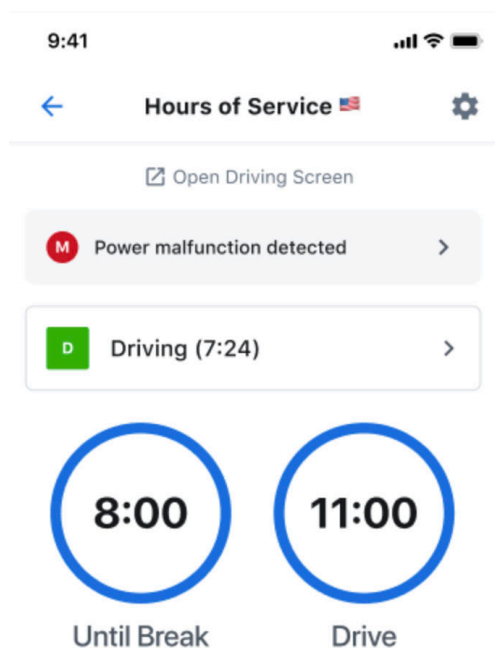 9:41
Hours of Service 🇺🇸
Open Driving Screen
M Power malfunction detected
D Driving (7:24)
8:00 11:00
Until Break Drive